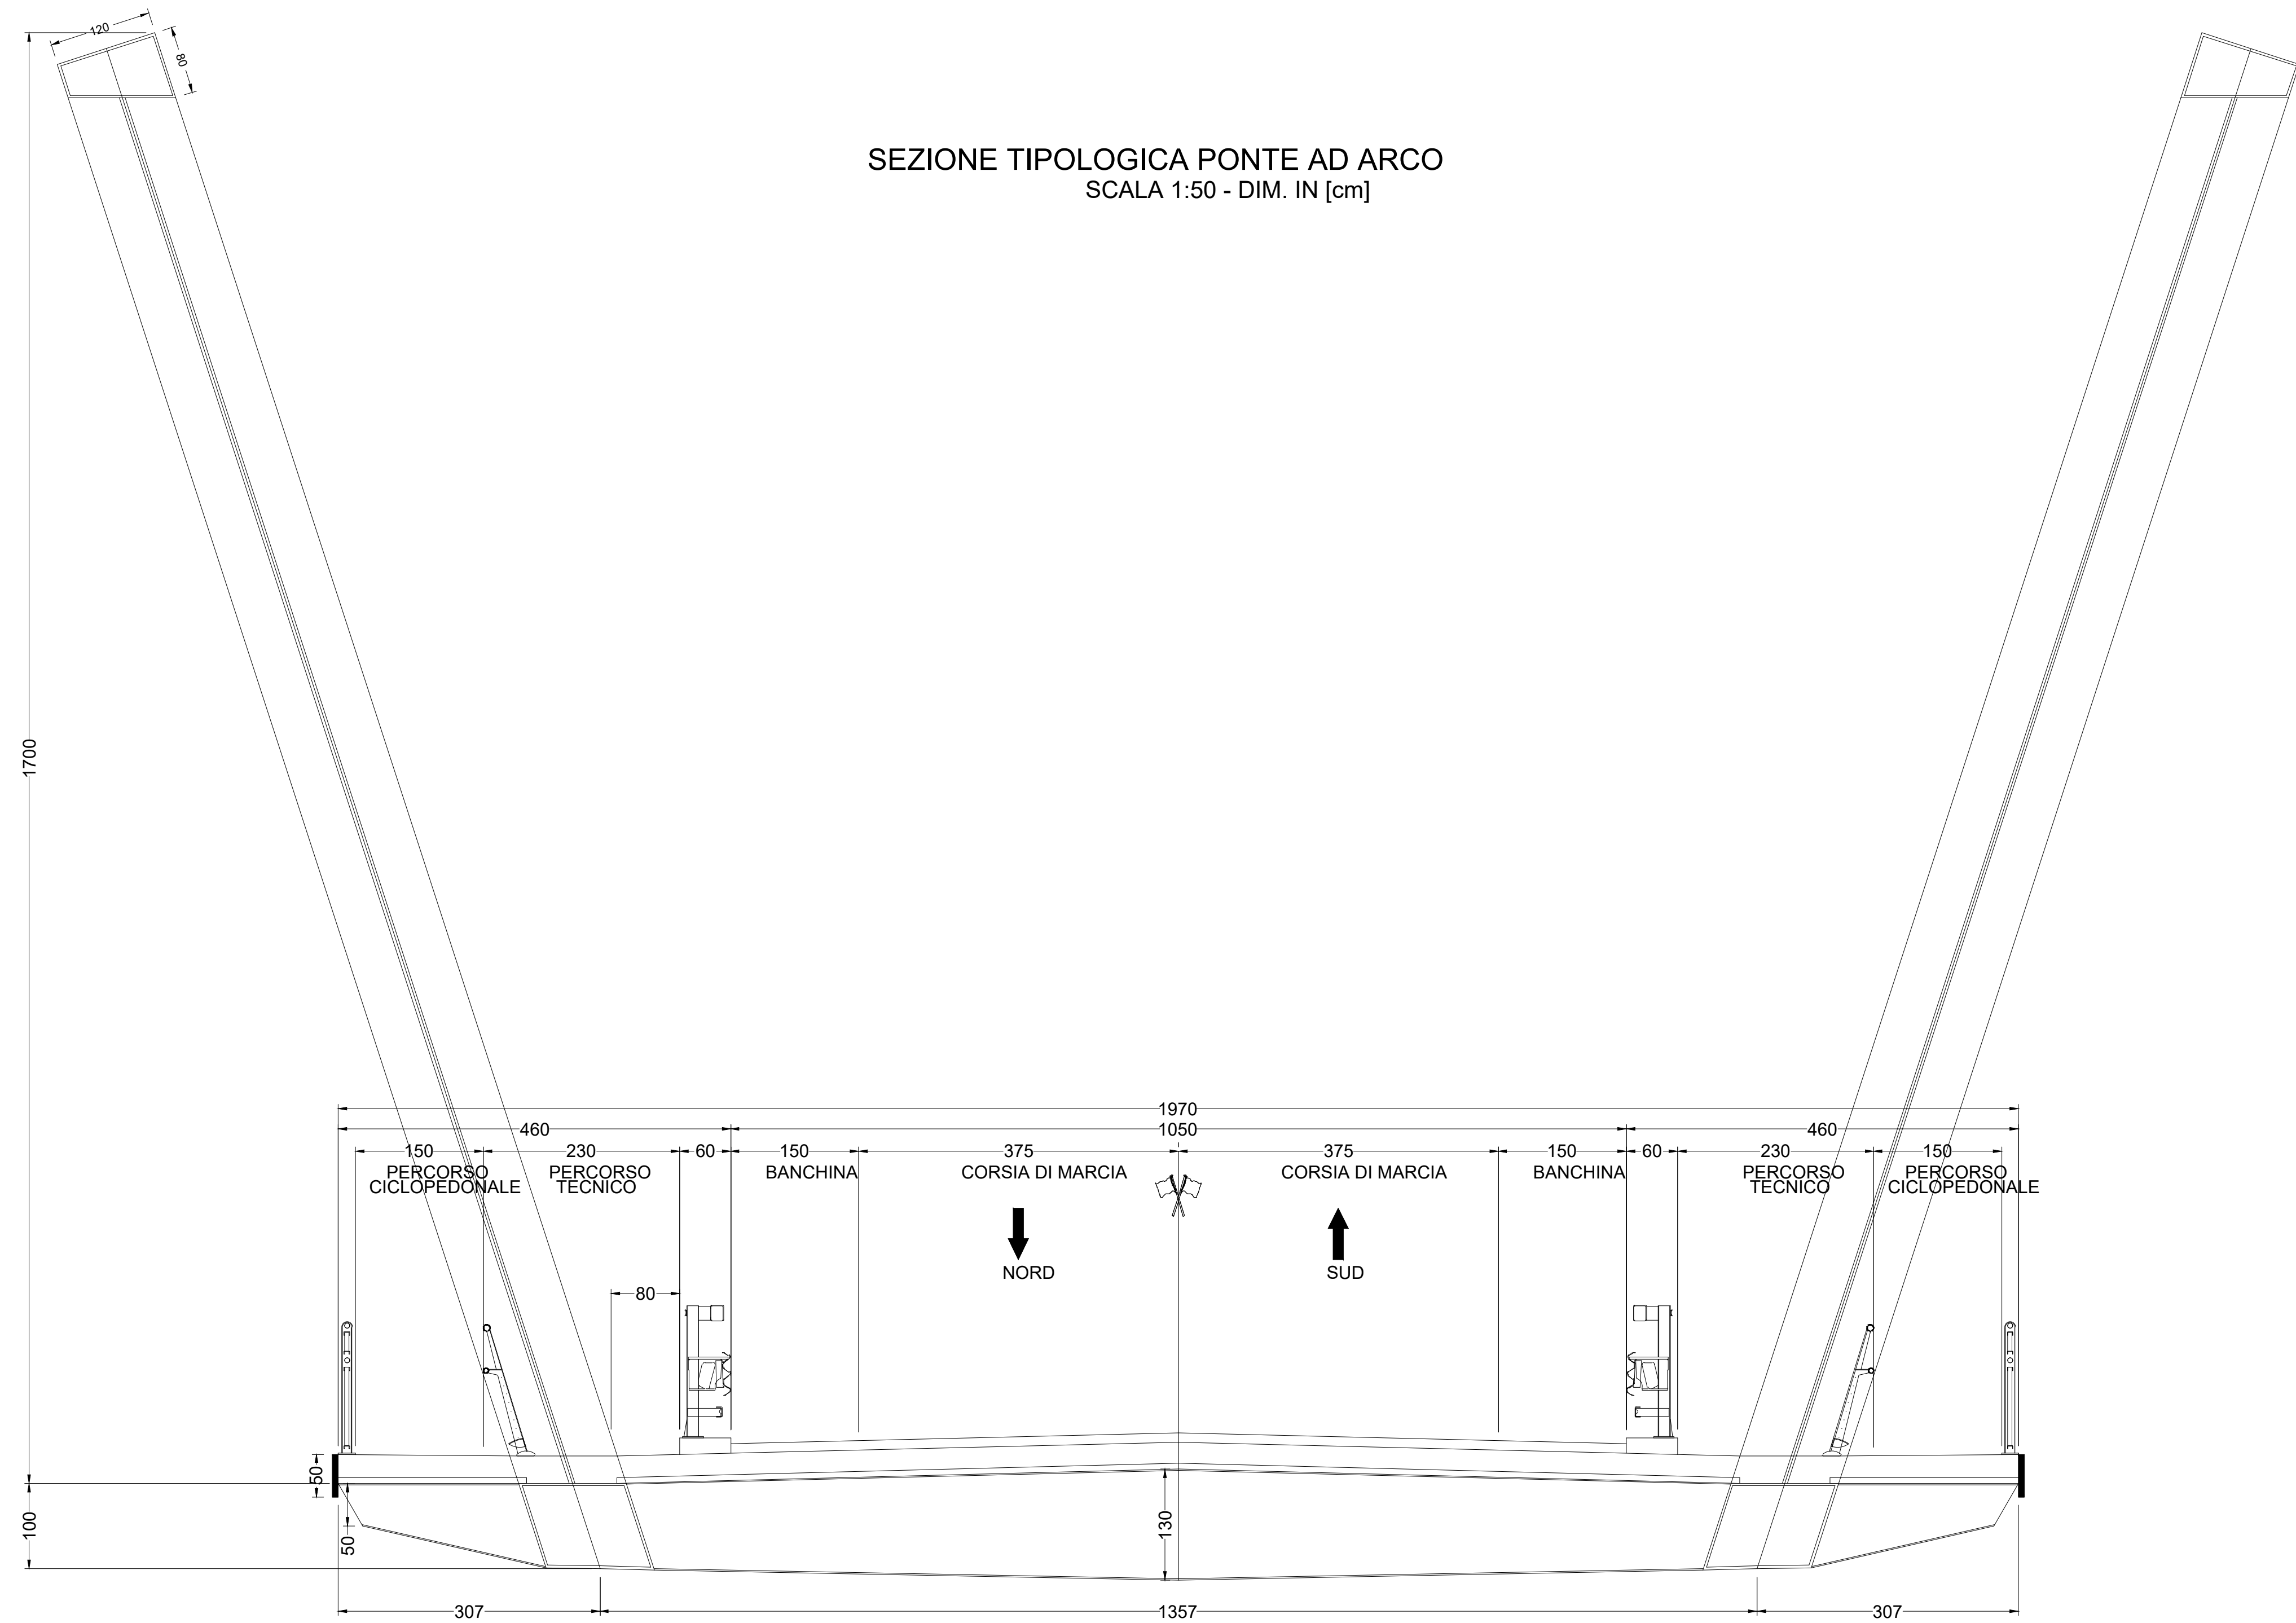 120
80
SEZIONE TIPOLOGICA PONTE AD ARCO
SCALA 1:50 - DIM. IN [cm]
1700
1970
460
1050
460
150
230
60
150
375
375
150
60
230
150
PERCORSO
CICLOPEDONALE
PERCORSO
TECNICO
BANCHINA
CORSIA DI MARCIA
CORSIA DI MARCIA
BANCHINA
PERCORSO
TECNICO
PERCORSO
CICLOPEDONALE
NORD
SUD
80
50
100
50
130
307
1357
307